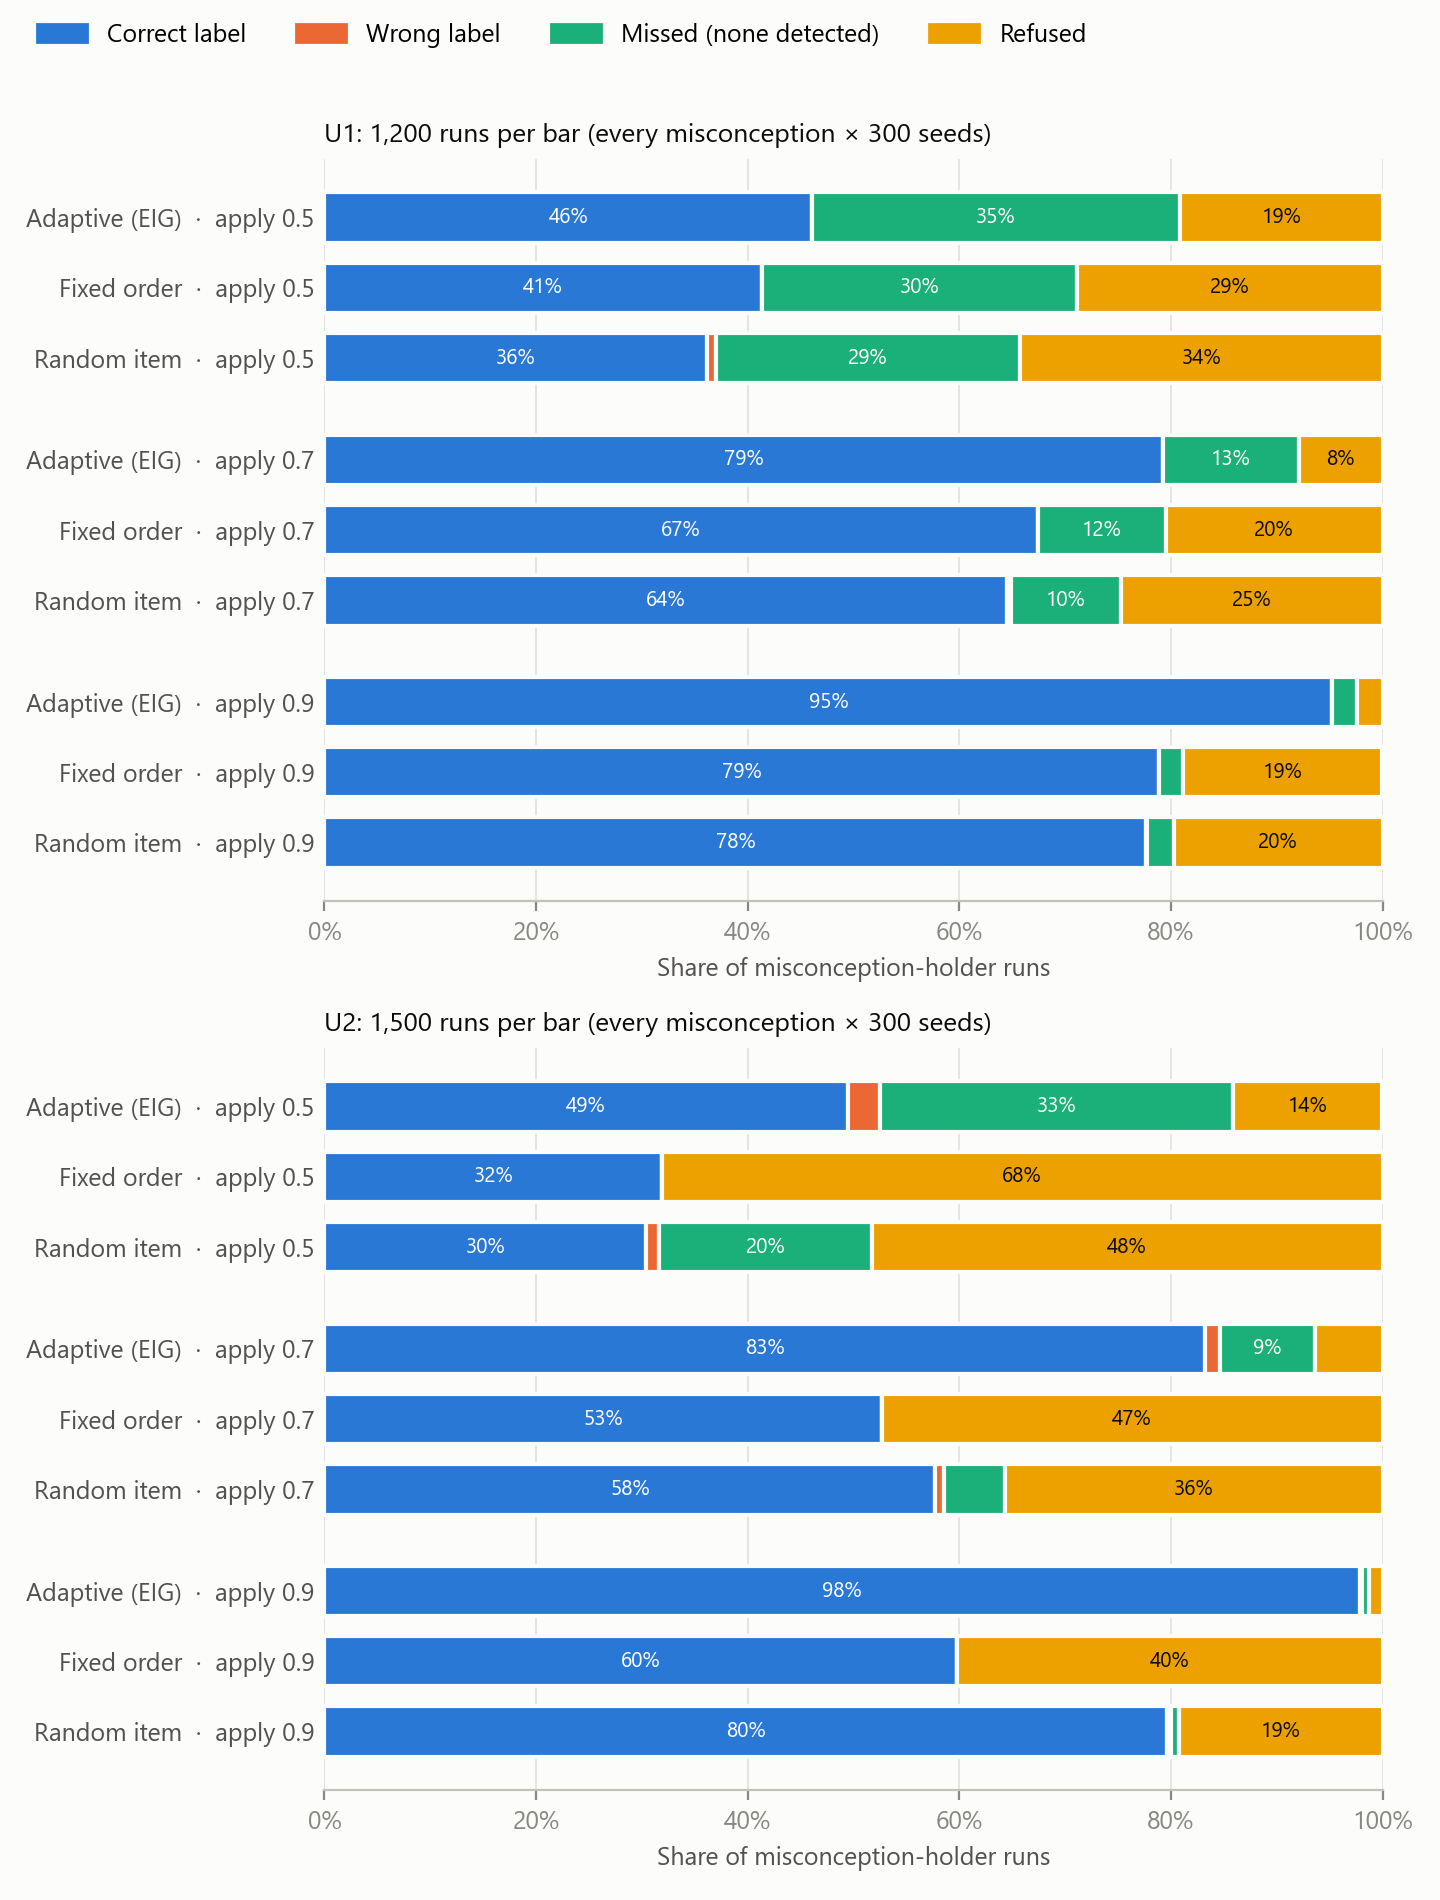 Correct label  Wrong label  Missed (none detected)  Refused
U1: 1,200 runs per bar (every misconception × 300 seeds)
Adaptive (EIG) · apply 0.5  46%  35%  19%
Fixed order · apply 0.5  41%  30%  29%
Random item · apply 0.5  36%  29%  34%
Adaptive (EIG) · apply 0.7  79%  13%  8%
Fixed order · apply 0.7  67%  12%  20%
Random item · apply 0.7  64%  10%  25%
Adaptive (EIG) · apply 0.9  95%
Fixed order · apply 0.9  79%  19%
Random item · apply 0.9  78%  20%
0%  20%  40%  60%  80%  100%
Share of misconception-holder runs
U2: 1,500 runs per bar (every misconception × 300 seeds)
Adaptive (EIG) · apply 0.5  49%  33%  14%
Fixed order · apply 0.5  32%  68%
Random item · apply 0.5  30%  20%  48%
Adaptive (EIG) · apply 0.7  83%  9%
Fixed order · apply 0.7  53%  47%
Random item · apply 0.7  58%  36%
Adaptive (EIG) · apply 0.9  98%
Fixed order · apply 0.9  60%  40%
Random item · apply 0.9  80%  19%
0%  20%  40%  60%  80%  100%
Share of misconception-holder runs